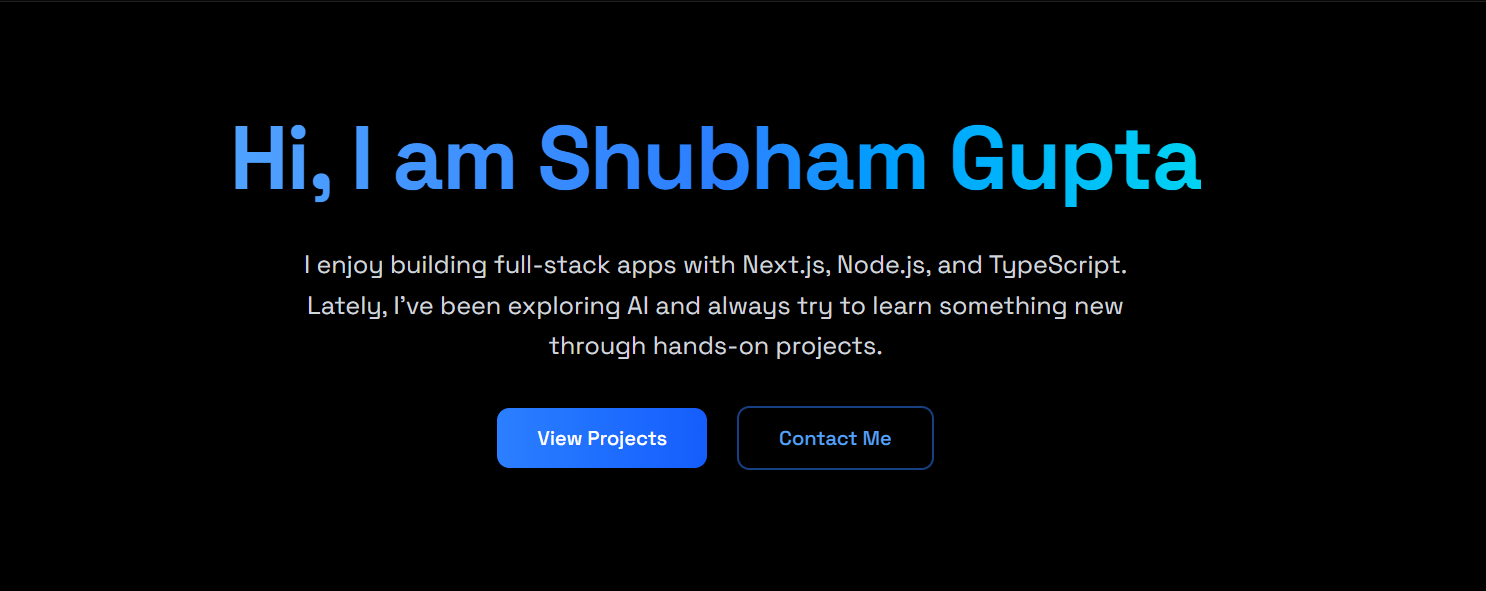 Hi, I am Shubham Gupta
I enjoy building full-stack apps with Next.js, Node.js, and TypeScript.
Lately, I’ve been exploring AI and always try to learn something new
through hands-on projects.
View Projects
Contact Me